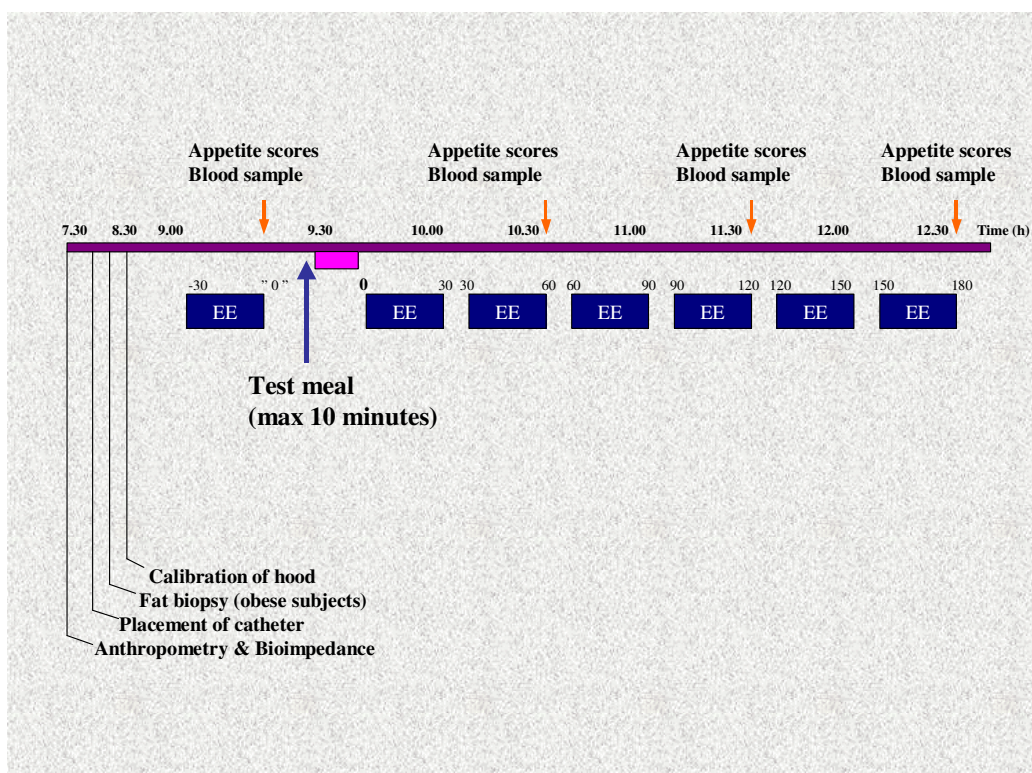 Appetite scores Appetite scores Appetite scores Appetite scores
Blood sample Blood sample Blood sample Blood sample
7.30 8.30 9.00 9.30 10.00 10.30 11.00 11.30 12.00 12.30 Time (h)
-30 ” 0 ” 0 30 30 60 60 90 90 120 120 150 150 180
EE EE EE EE EE EE EE
Test meal
(max 10 minutes)
Calibration of hood
Fat biopsy (obese subjects)
Placement of catheter
Anthropometry & Bioimpedance